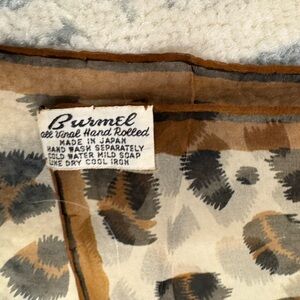 Burmel
all Vinal Hand Rolled
MADE IN JAPAN
HAND WASH SEPARATELY
COLD WATER MILD SOAP
LINE DRY COOL IRON